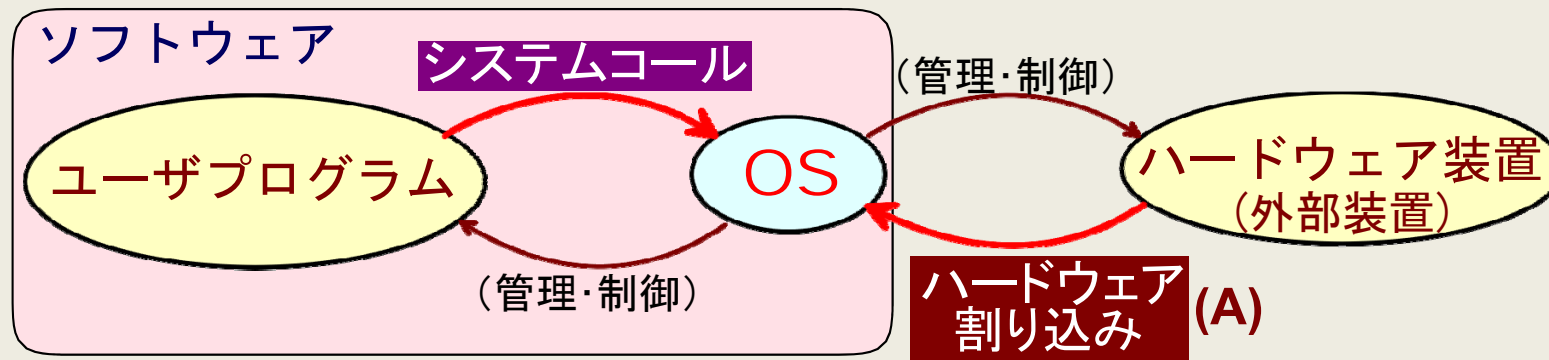 ソフトウェア
システムコール
(管理・制御)
ユーザプログラム
OS
ハードウェア装置
(外部装置)
(管理・制御)
ハードウェア
割り込み
(A)